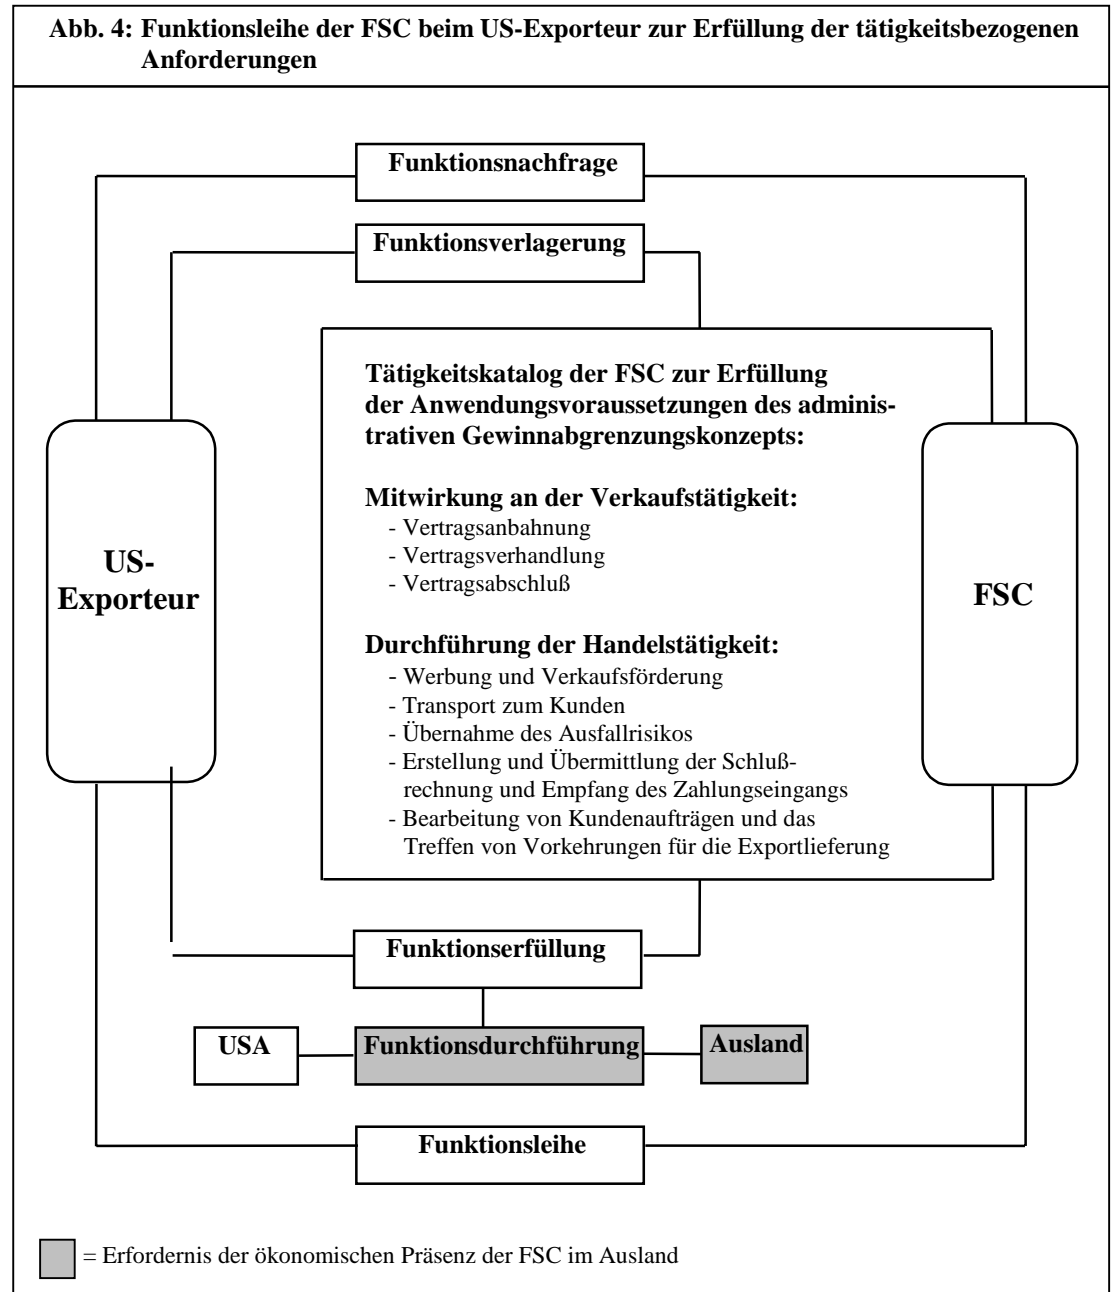 Abb. 4: Funktionsleihe der FSC beim US-Exporteur zur Erfüllung der tätigkeitsbezogenen
Anforderungen
Funktionsnachfrage
Funktionsverlagerung
Tätigkeitskatalog der FSC zur Erfüllung
der Anwendungsvoraussetzungen des adminis-
trativen Gewinnabgrenzungskonzepts:
Mitwirkung an der Verkaufstätigkeit:
- Vertragsanbahnung
- Vertragsverhandlung
- Vertragsabschluß
US-
Exporteur
FSC
Durchführung der Handelstätigkeit:
- Werbung und Verkaufsförderung
- Transport zum Kunden
- Übernahme des Ausfallrisikos
- Erstellung und Übermittlung der Schluß-
rechnung und Empfang des Zahlungseingangs
- Bearbeitung von Kundenaufträgen und das
Treffen von Vorkehrungen für die Exportlieferung
Funktionserfüllung
USA
Funktionsdurchführung
Ausland
Funktionsleihe
= Erfordernis der ökonomischen Präsenz der FSC im Ausland